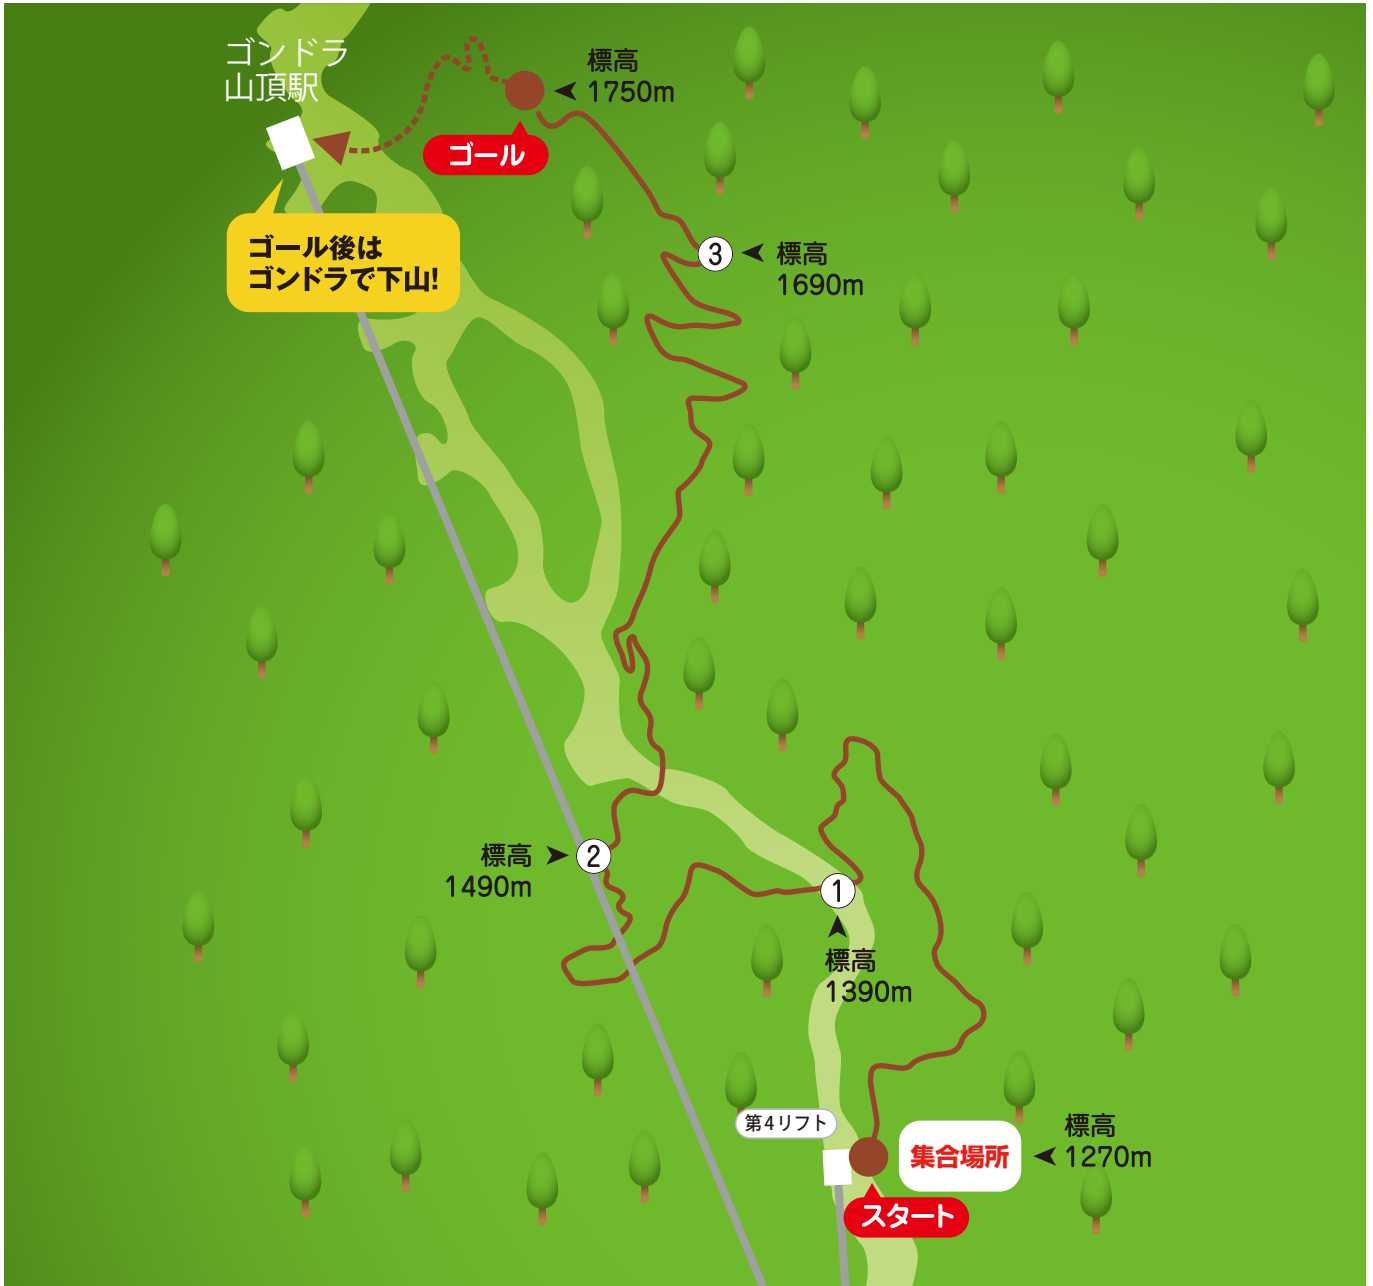 ゴンドラ
山頂駅
標高
1750m
ゴール
ゴール後は
ゴンドラで下山!
3
標高
1690m
2
標高
1490m
1
標高
1390m
第4リフト
集合場所
標高
1270m
スタート